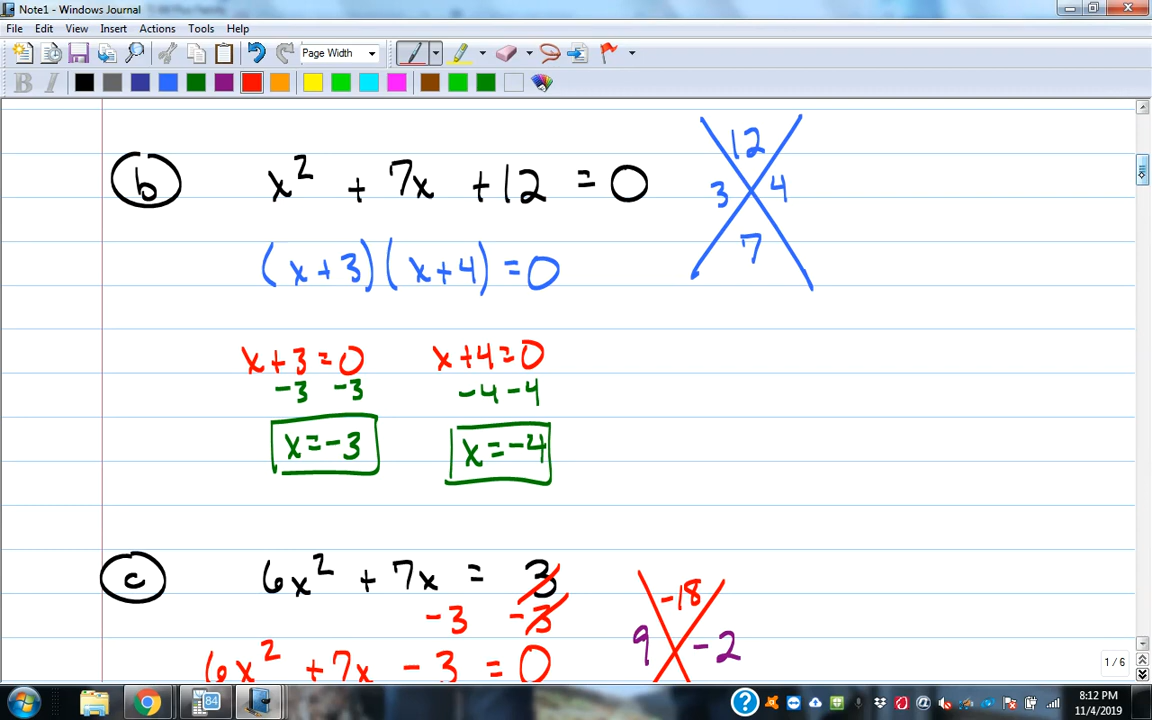 Note1 - Windows Journal
File Edit View Insert Actions Tools Help
Page Width
B I
b x² + 7x + 12 = 0
12
3 4
7
(x+3)(x+4) = 0
x+3=0 x+4=0
-3 -3 -4 -4
x=-3 x=-4
c 6x² + 7x = 3
-3 -3
-18
9 -2
6x² + 7x - 3 = 0
1 / 6
84
?
8:12 PM
11/4/2019